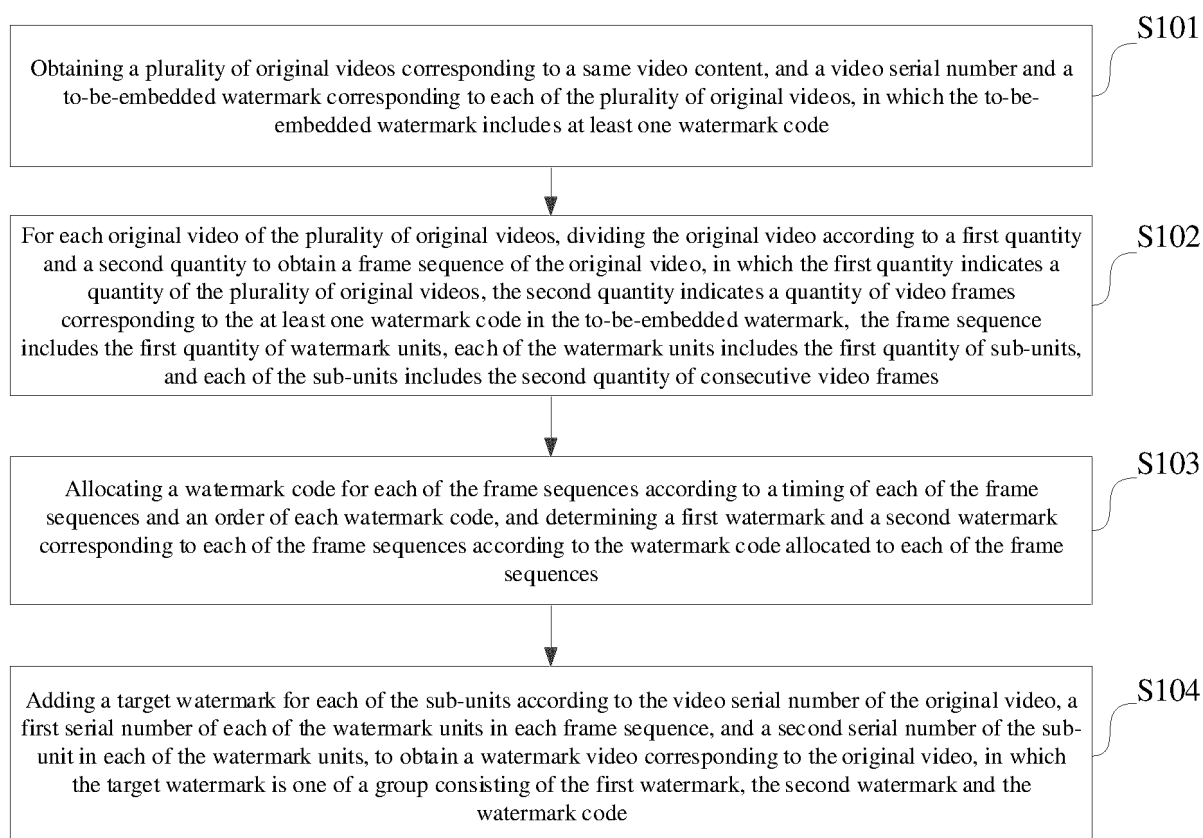 S101
Obtaining a plurality of original videos corresponding to a same video content, and a video serial number and a
to-be-embedded watermark corresponding to each of the plurality of original videos, in which the to-be-
embedded watermark includes at least one watermark code
S102
For each original video of the plurality of original videos, dividing the original video according to a first quantity
and a second quantity to obtain a frame sequence of the original video, in which the first quantity indicates a
quantity of the plurality of original videos, the second quantity indicates a quantity of video frames
corresponding to the at least one watermark code in the to-be-embedded watermark, the frame sequence
includes the first quantity of watermark units, each of the watermark units includes the first quantity of sub-units,
and each of the sub-units includes the second quantity of consecutive video frames
S103
Allocating a watermark code for each of the frame sequences according to a timing of each of the frame
sequences and an order of each watermark code, and determining a first watermark and a second watermark
corresponding to each of the frame sequences according to the watermark code allocated to each of the frame
sequences
S104
Adding a target watermark for each of the sub-units according to the video serial number of the original video, a
first serial number of each of the watermark units in each frame sequence, and a second serial number of the sub-
unit in each of the watermark units, to obtain a watermark video corresponding to the original video, in which
the target watermark is one of a group consisting of the first watermark, the second watermark and the
watermark code